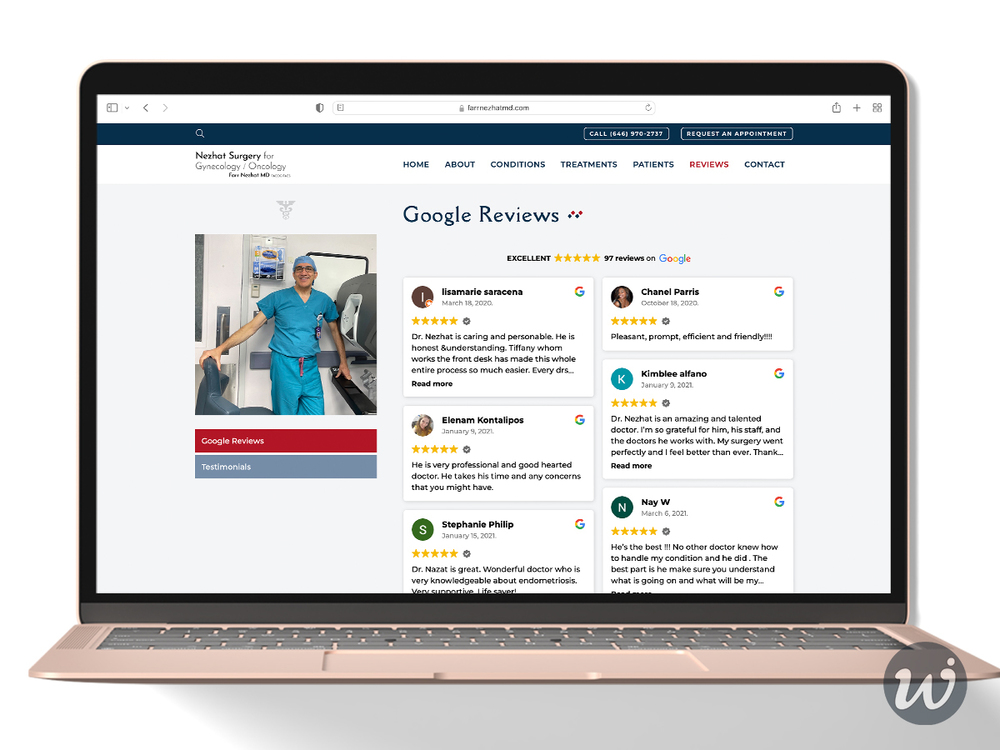 farrnezhatmd.com
CALL (646) 970-2737
REQUEST AN APPOINTMENT
Nezhat Surgery for
Gynecology / Oncology
Farr Nezhat MD
HOME ABOUT CONDITIONS TREATMENTS PATIENTS REVIEWS CONTACT
Google Reviews
Google Reviews
Testimonials
EXCELLENT 97 reviews on Google
I
lisamarie saracena
March 18, 2020.
Dr. Nezhat is caring and personable. He is
honest &understanding. Tiffany whom
works the front desk has made this whole
entire process so much easier. Every drs...
Read more
Elenam Kontalipos
January 9, 2021.
He is very professional and good hearted
doctor. He takes his time and any concerns
that you might have.
S
Stephanie Philip
January 15, 2021.
Dr. Nazat is great. Wonderful doctor who is
very knowledgeable about endometriosis.
Very supportive. Life saver!
Chanel Parris
October 18, 2020.
Pleasant, prompt, efficient and friendly!!!!
K
Kimblee alfano
January 9, 2021.
Dr. Nezhat is an amazing and talented
doctor. I'm so grateful for him, his staff, and
the doctors he works with. My surgery went
perfectly and I feel better than ever. Thank...
Read more
N
Nay W
March 6, 2021.
He's the best !!! No other doctor knew how
to handle my condition and he did . The
best part is he make sure you understand
what is going on and what will be my...
Read more
w